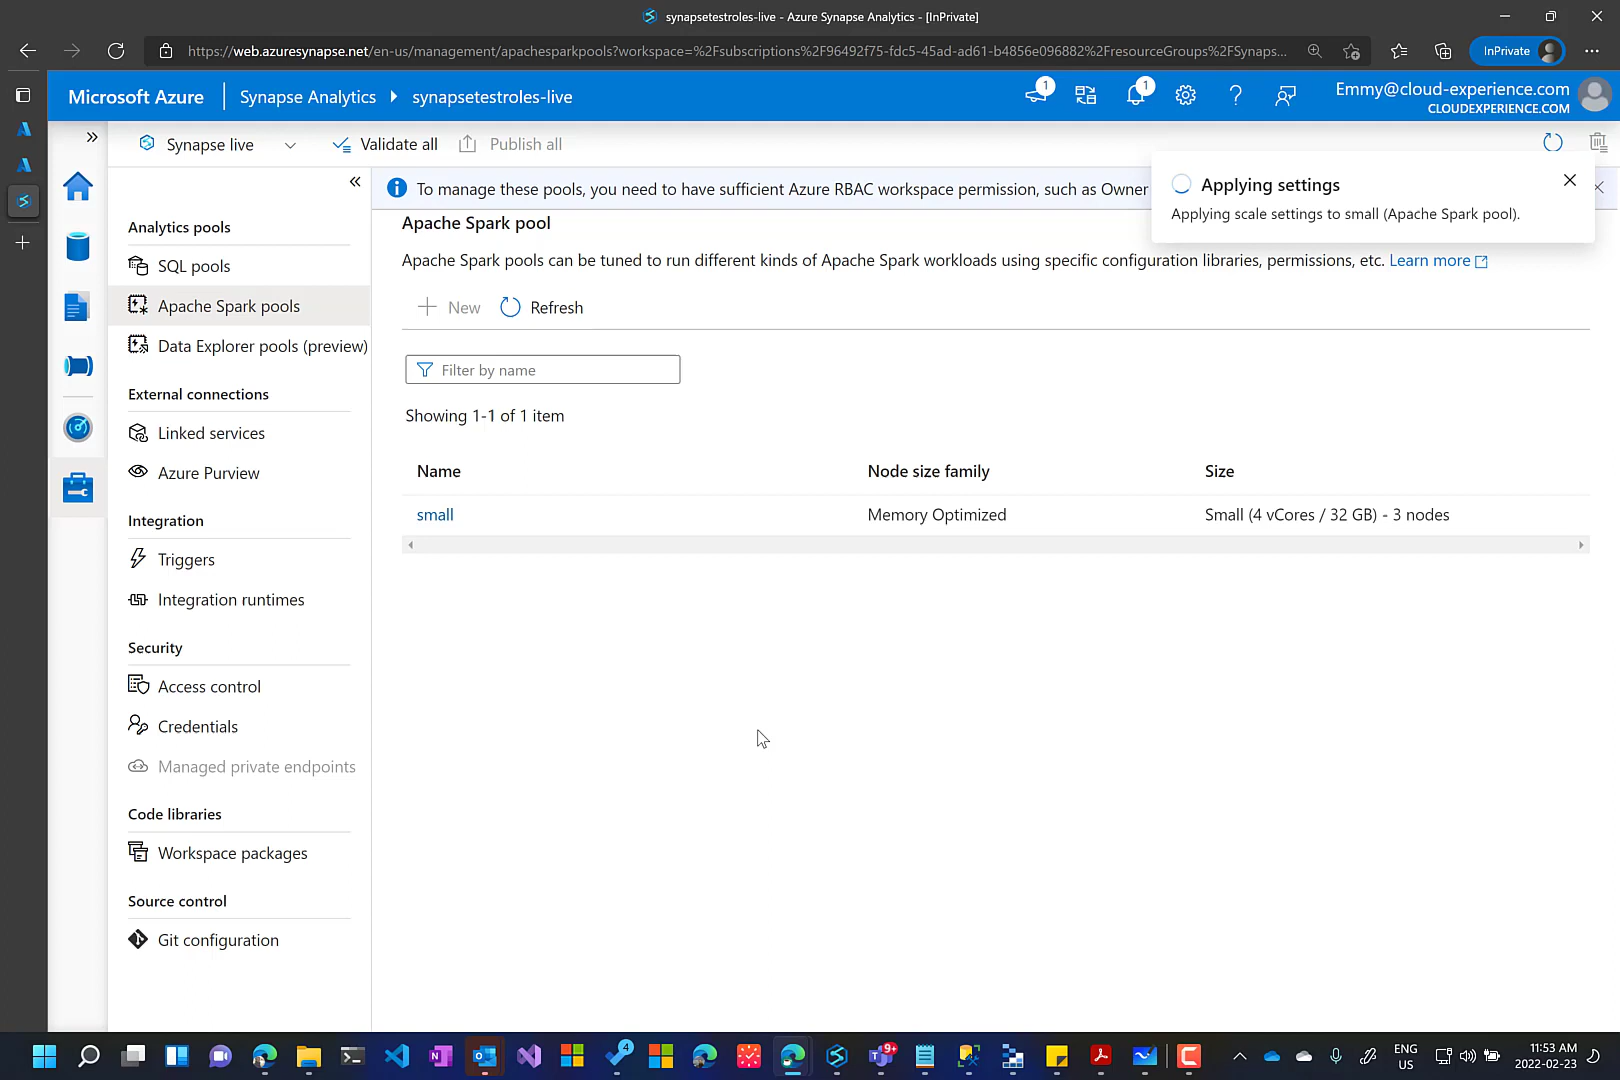 synapsetestroles-live - Azure Synapse Analytics - [InPrivate]
https://web.azuresynapse.net/en-us/management/apachesparkpools?workspace=%2Fsubscriptions%2F96492f75-fdc5-45ad-ad61-b4856e096882%2FresourceGroups%2FSynaps...
InPrivate
Microsoft Azure
Synapse Analytics
synapsetestroles-live
1
1
Emmy@cloud-experience.com
CLOUDEXPERIENCE.COM
Synapse live
Validate all
Publish all
Applying settings
Applying scale settings to small (Apache Spark pool).
To manage these pools, you need to have sufficient Azure RBAC workspace permission, such as Owner
Analytics pools
SQL pools
Apache Spark pools
Data Explorer pools (preview)
External connections
Linked services
Azure Purview
Integration
Triggers
Integration runtimes
Security
Access control
Credentials
Managed private endpoints
Code libraries
Workspace packages
Source control
Git configuration
Apache Spark pool
Apache Spark pools can be tuned to run different kinds of Apache Spark workloads using specific configuration libraries, permissions, etc. Learn more
New
Refresh
Filter by name
Showing 1-1 of 1 item
Name
Node size family
Size
small
Memory Optimized
Small (4 vCores / 32 GB) - 3 nodes
4
9+
ENG
US
11:53 AM
2022-02-23